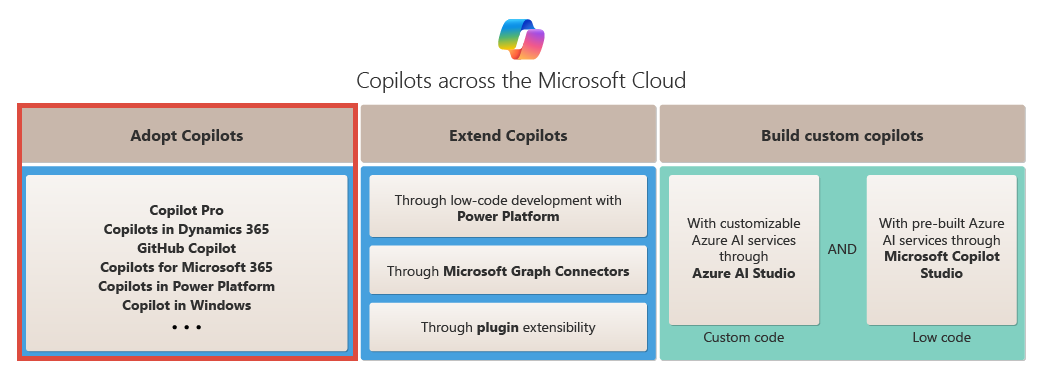 Copilots across the Microsoft Cloud
Adopt Copilots
Copilot Pro
Copilots in Dynamics 365
GitHub Copilot
Copilots for Microsoft 365
Copilots in Power Platform
Copilot in Windows
• • •
Extend Copilots
Through low-code development with
Power Platform
Through Microsoft Graph Connectors
Through plugin extensibility
Build custom copilots
With customizable
Azure AI services
through
Azure AI Studio
Custom code
AND
With pre-built Azure
AI services through
Microsoft Copilot
Studio
Low code